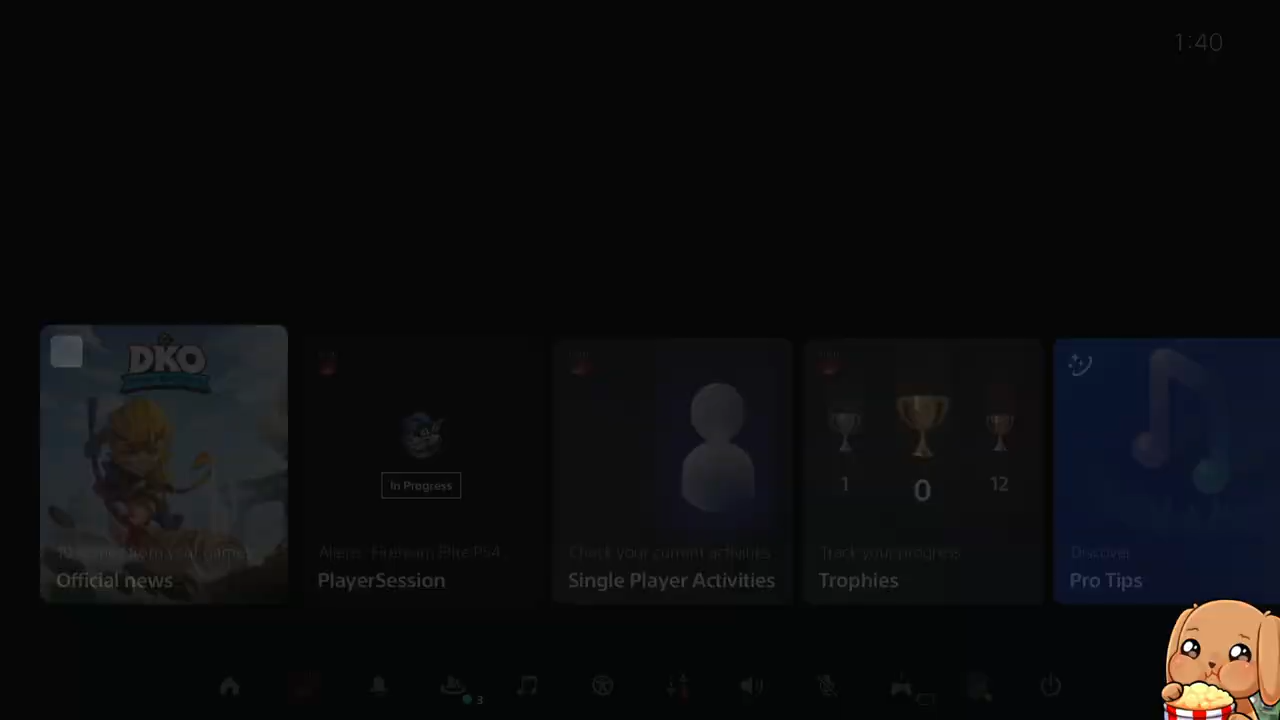 1:40
DKO
In Progress
1
0
12
Official news
Aliens: Fireteam Elite PS4
PlayerSession
Check your current activities
Single Player Activities
Track your progress
Trophies
Discover
Pro Tips
3